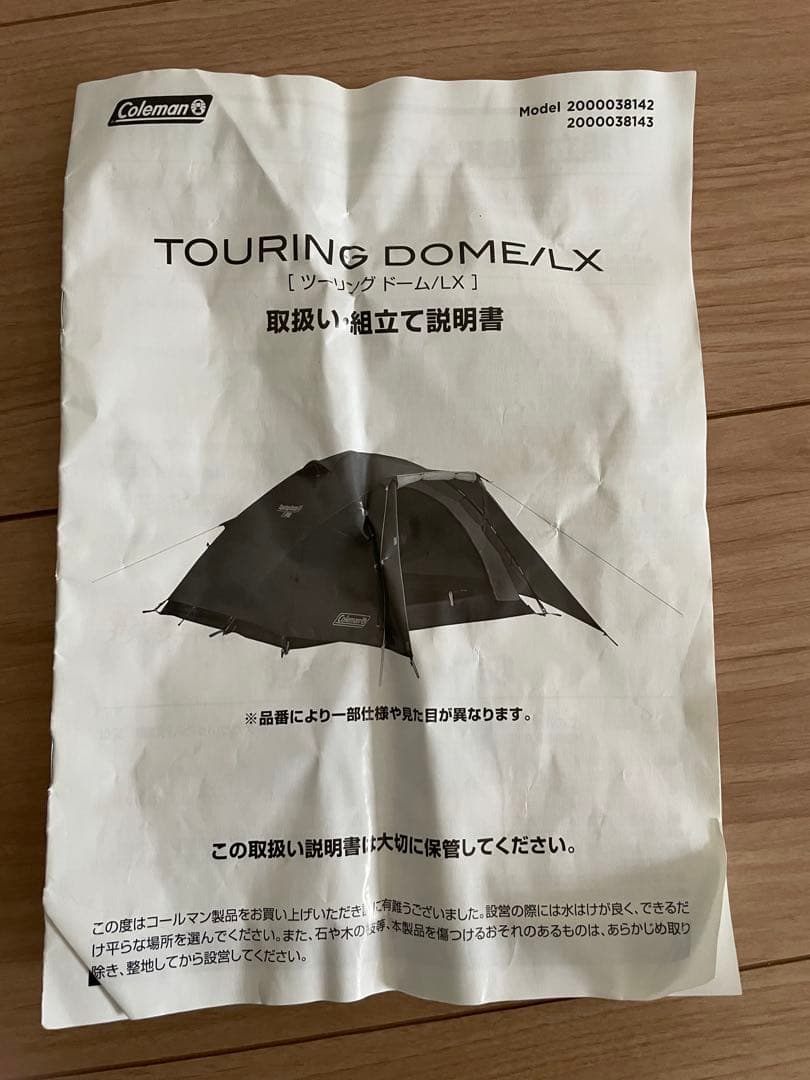 Coleman
Model 2000038142
2000038143
TOURING DOME/LX
[ ツーリング ドーム/LX ]
取扱い・組立て説明書
Coleman
※品番により一部仕様や見た目が異なります。
この取扱い説明書は大切に保管してください。
この度はコールマン製品をお買い上げいただき に有難うございました。設営の際には水はけが良く、できるだ
け平らな場所を選んでください。また、石や木の枝等、本製品を傷つけるおそれのあるものは、あらかじめ取り
除き、整地してから設営してください。